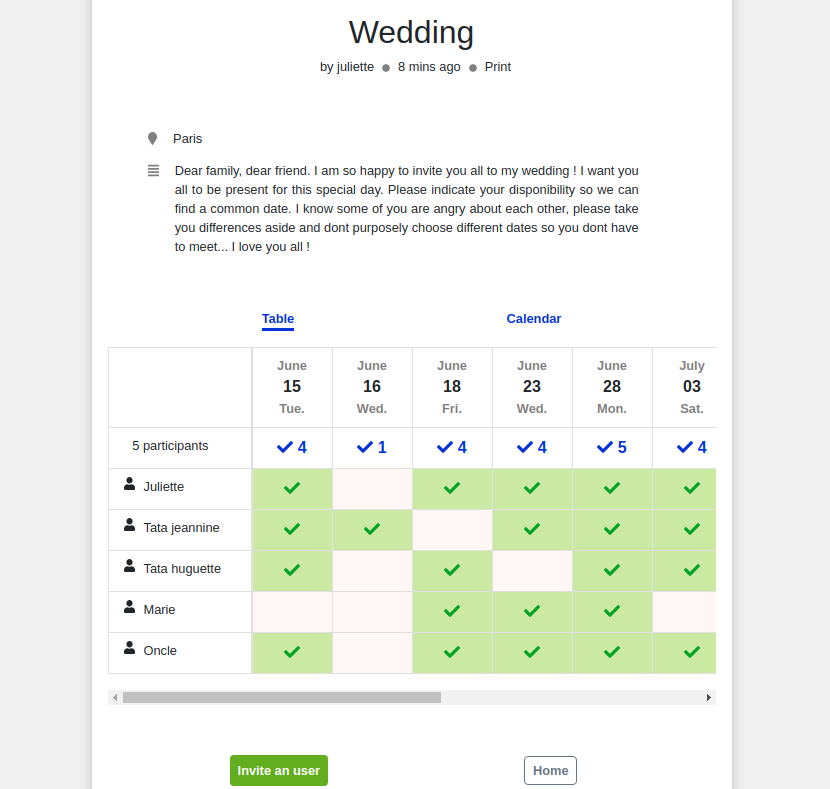 Wedding
by juliette 8 mins ago Print
Paris
Dear family, dear friend. I am so happy to invite you all to my wedding ! I want you
all to be present for this special day. Please indicate your disponibility so we can
find a common date. I know some of you are angry about each other, please take
you differences aside and dont purposely choose different dates so you dont have
to meet... I love you all !
Table Calendar
June June June June June July
15 16 18 23 28 03
Tue. Wed. Fri. Wed. Mon. Sat.
5 participants 4 1 4 4 5 4
Juliette
Tata jeannine
Tata huguette
Marie
Oncle
Invite an user Home